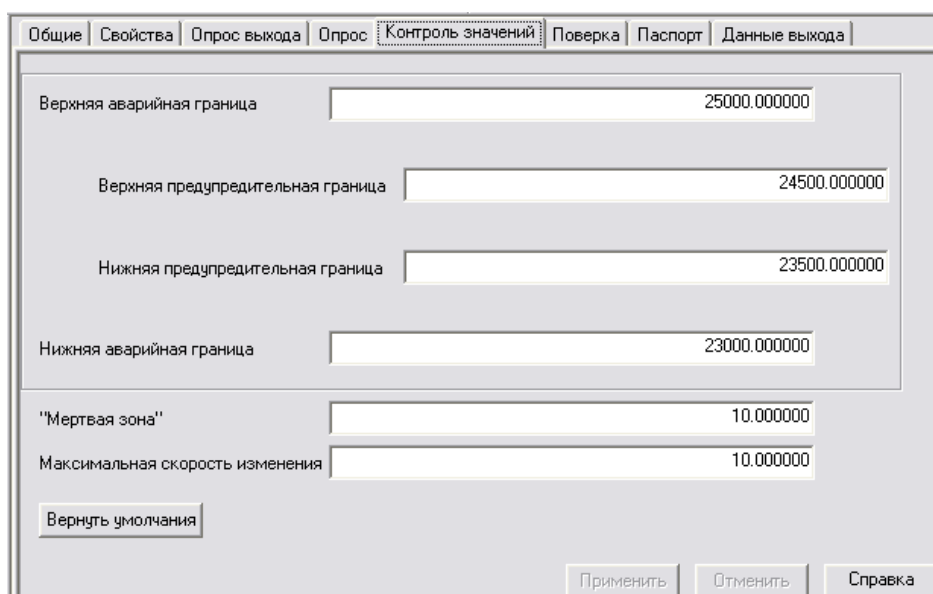 Общие Свойства Опрос выхода Опрос Контроль значений Поверка Паспорт Данные выхода
Верхняя аварийная граница 25000.000000
Верхняя предупредительная граница 24500.000000
Нижняя предупредительная граница 23500.000000
Нижняя аварийная граница 23000.000000
"Мертвая зона" 10.000000
Максимальная скорость изменения 10.000000
Вернуть умолчания
Применить Отменить Справка